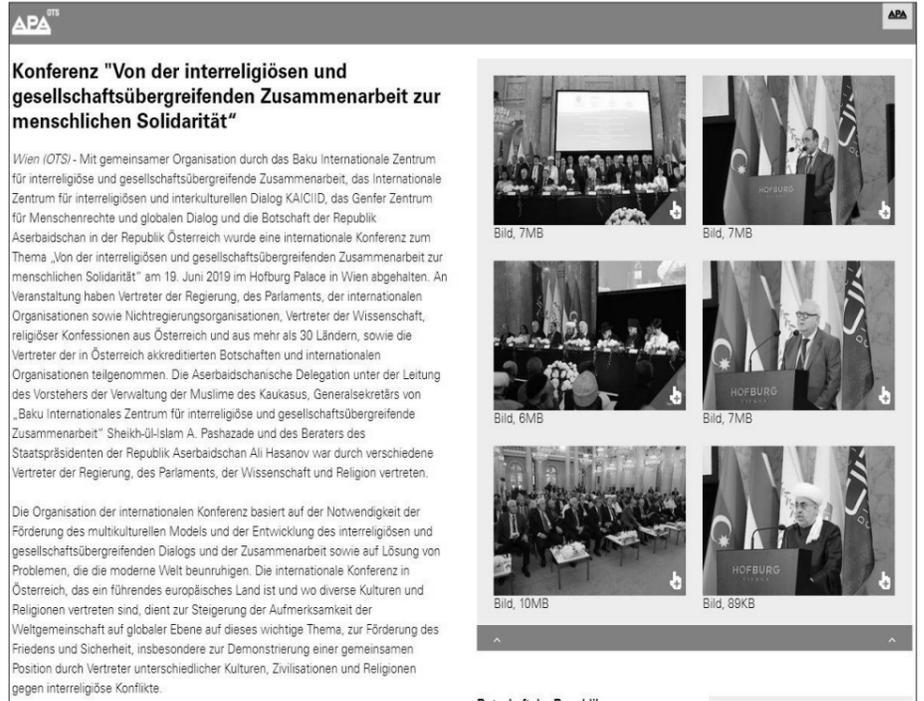 APA OTS
APA
Konferenz "Von der interreligiösen und
gesellschaftsübergreifenden Zusammenarbeit zur
menschlichen Solidarität“
Wien (OTS) - Mit gemeinsamer Organisation durch das Baku Internationale Zentrum
für interreligiöse und gesellschaftsübergreifende Zusammenarbeit, das Internationale
Zentrum für interreligiösen und interkulturellen Dialog KAICIID, das Genfer Zentrum
für Menschenrechte und globalen Dialog und die Botschaft der Republik
Aserbaidschan in der Republik Österreich wurde eine internationale Konferenz zum
Thema „Von der interreligiösen und gesellschaftsübergreifenden Zusammenarbeit zur
menschlichen Solidarität“ am 19. Juni 2019 im Hofburg Palace in Wien abgehalten. An
Veranstaltung haben Vertreter der Regierung, des Parlaments, der internationalen
Organisationen sowie Nichtregierungsorganisationen, Vertreter der Wissenschaft,
religiöser Konfessionen aus Österreich und aus mehr als 30 Ländern, sowie die
Vertreter der in Österreich akkreditierten Botschaften und internationalen
Organisationen teilgenommen. Die Aserbaidschanische Delegation unter der Leitung
des Vorstehers der Verwaltung der Muslime des Kaukasus, Generalsekretärs von
„Baku Internationales Zentrum für interreligiöse und gesellschaftsübergreifende
Zusammenarbeit“ Sheikh-ül-Islam A. Pashazade und des Beraters des
Staatspräsidenten der Republik Aserbaidschan Ali Hasanov war durch verschiedene
Vertreter der Regierung, des Parlaments, der Wissenschaft und Religion vertreten.
Die Organisation der internationalen Konferenz basiert auf der Notwendigkeit der
Förderung des multikulturellen Models und der Entwicklung des interreligiösen und
gesellschaftsübergreifenden Dialogs und der Zusammenarbeit sowie auf Lösung von
Problemen, die die moderne Welt beunruhigen. Die internationale Konferenz in
Österreich, das ein führendes europäisches Land ist und wo diverse Kulturen und
Religionen vertreten sind, dient zur Steigerung der Aufmerksamkeit der
Weltgemeinschaft auf globaler Ebene auf dieses wichtige Thema, zur Förderung des
Friedens und Sicherheit, insbesondere zur Demonstrierung einer gemeinsamen
Position durch Vertreter unterschiedlicher Kulturen, Zivilisationen und Religionen
gegen interreligiöse Konflikte.
Bild, 7MB
HOFBURG
Bild, 7MB
Bild, 6MB
HOFBURG
VIENNA
Bild, 7MB
Bild, 10MB
HOFBURG
VIENNA
Bild, 89KB